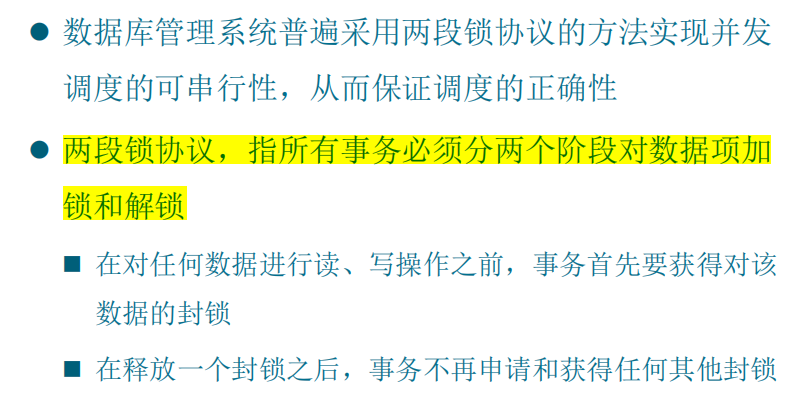 ● 数据库管理系统普遍采用两段锁协议的方法实现并发
调度的可串行性，从而保证调度的正确性
● 两段锁协议，指所有事务必须分两个阶段对数据项加
锁和解锁
■ 在对任何数据进行读、写操作之前，事务首先要获得对该
数据的封锁
■ 在释放一个封锁之后，事务不再申请和获得任何其他封锁